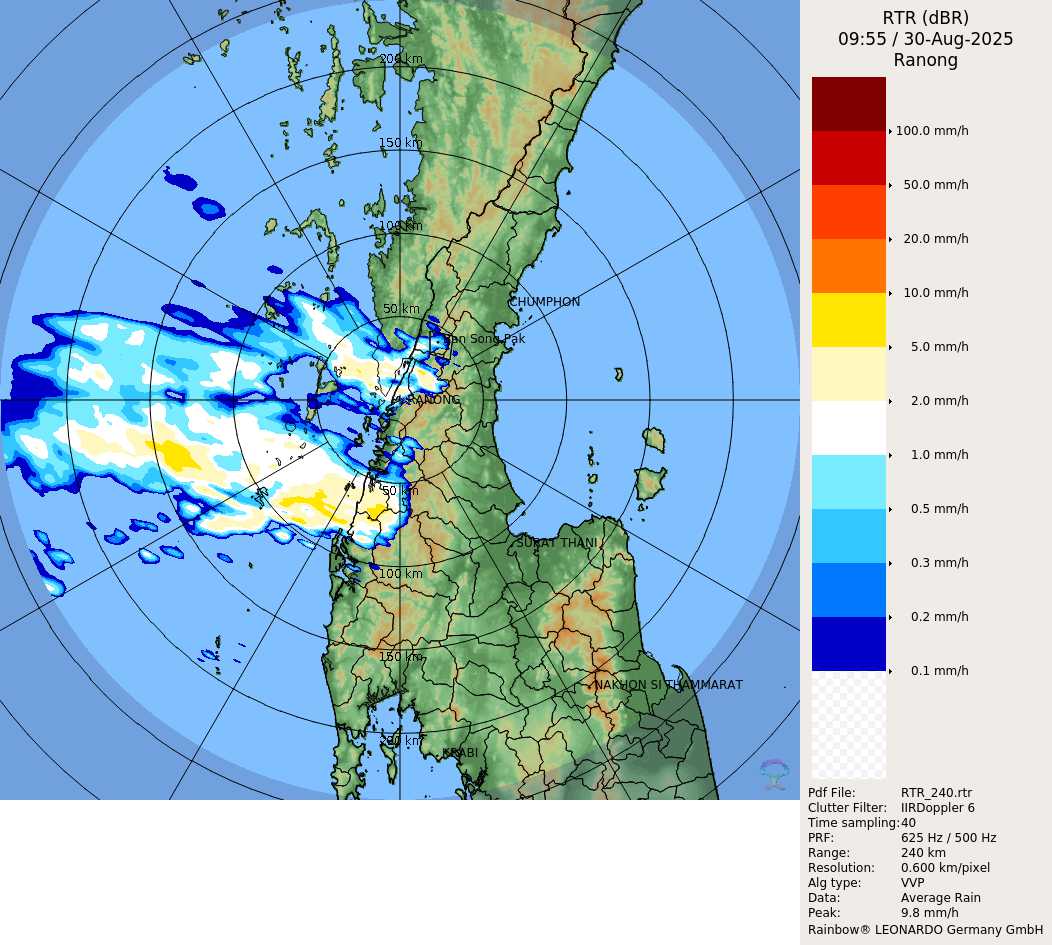 RTR (dBR)
09:55 / 30-Aug-2025
Ranong
200 km
150 km
100 km
50 km
CHUMPHON
Ban Song Pak
RANONG
50 km
SURAT THANI
100 km
150 km
NAKHON SI THAMMARAT
200 km
KRABI
100.0 mm/h
50.0 mm/h
20.0 mm/h
10.0 mm/h
5.0 mm/h
2.0 mm/h
1.0 mm/h
0.5 mm/h
0.3 mm/h
0.2 mm/h
0.1 mm/h
Pdf File: RTR_240.rtr
Clutter Filter: IIRDoppler 6
Time sampling: 40
PRF: 625 Hz / 500 Hz
Range: 240 km
Resolution: 0.600 km/pixel
Alg type: VVP
Data: Average Rain
Peak: 9.8 mm/h
Rainbow® LEONARDO Germany GmbH